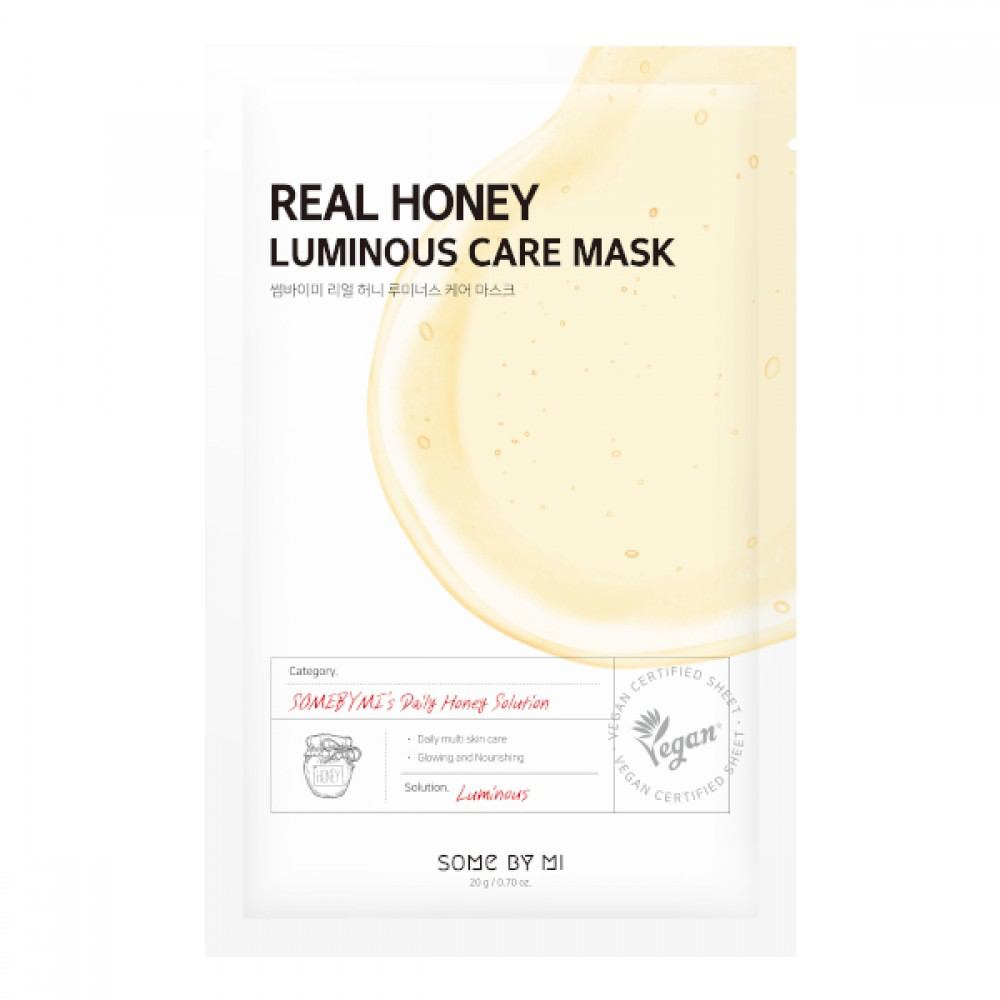 REAL HONEY
LUMINOUS CARE MASK
썸바이미 리얼 허니 루미너스 케어 마스크
Category.
SOMEBYMI's Daily Honey Solution
· Daily multi skin care
· Glowing and Nourishing
HONEY
Solution. Luminous
VEGAN CERTIFIED SHEET · VEGAN CERTIFIED SHEET ·
Vegan®
SOME BY MI
20 g / 0.70 oz.